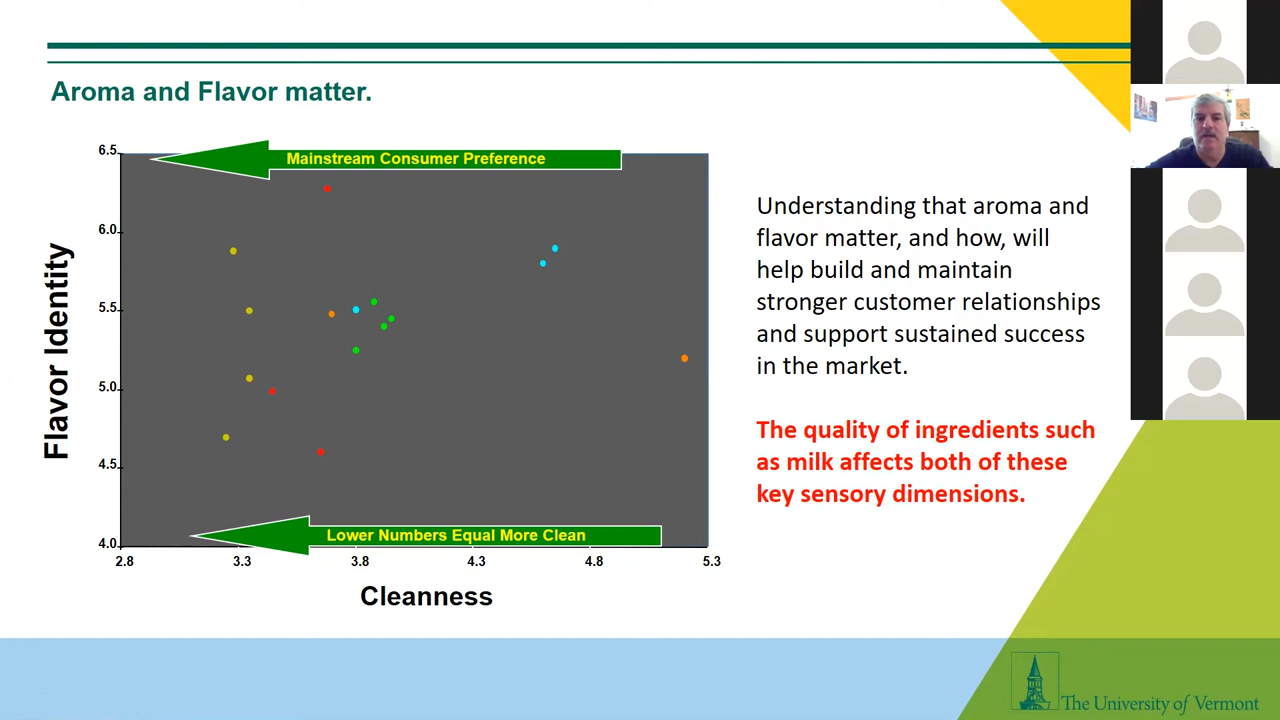 Aroma and Flavor matter.
6.5
Mainstream Consumer Preference
6.0
5.5
5.0
4.5
4.0
Flavor Identity
Lower Numbers Equal More Clean
2.8 3.3 3.8 4.3 4.8 5.3
Cleanness
Understanding that aroma and
flavor matter, and how, will
help build and maintain
stronger customer relationships
and support sustained success
in the market.
The quality of ingredients such
as milk affects both of these
key sensory dimensions.
The University of Vermont